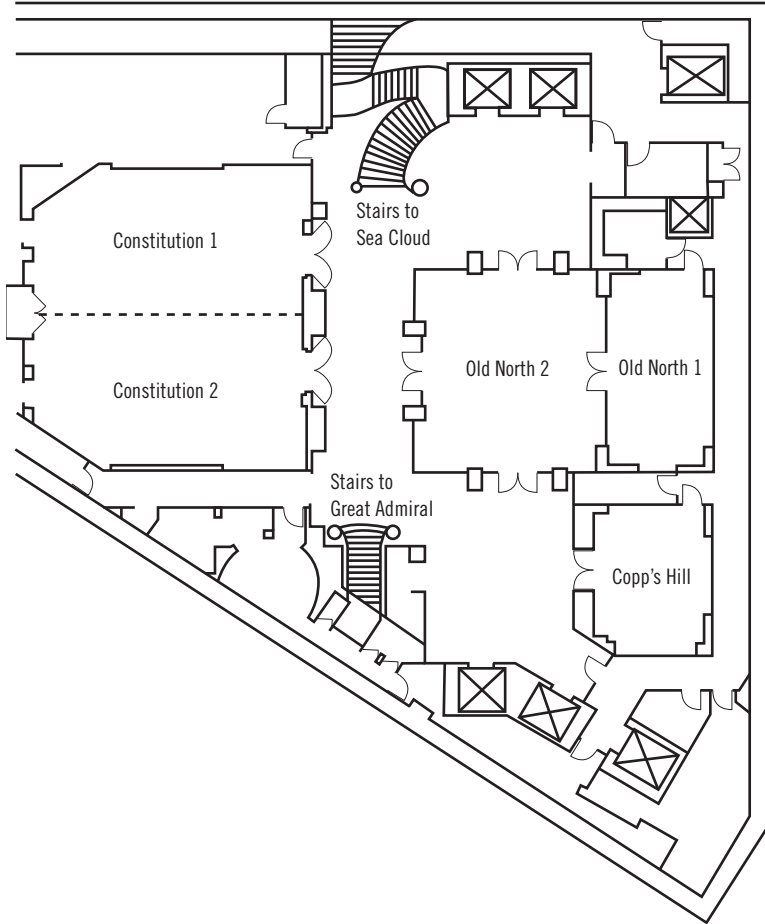 Stairs to
Sea Cloud
Constitution 1
Constitution 2
Old North 2
Old North 1
Stairs to
Great Admiral
Copp's Hill